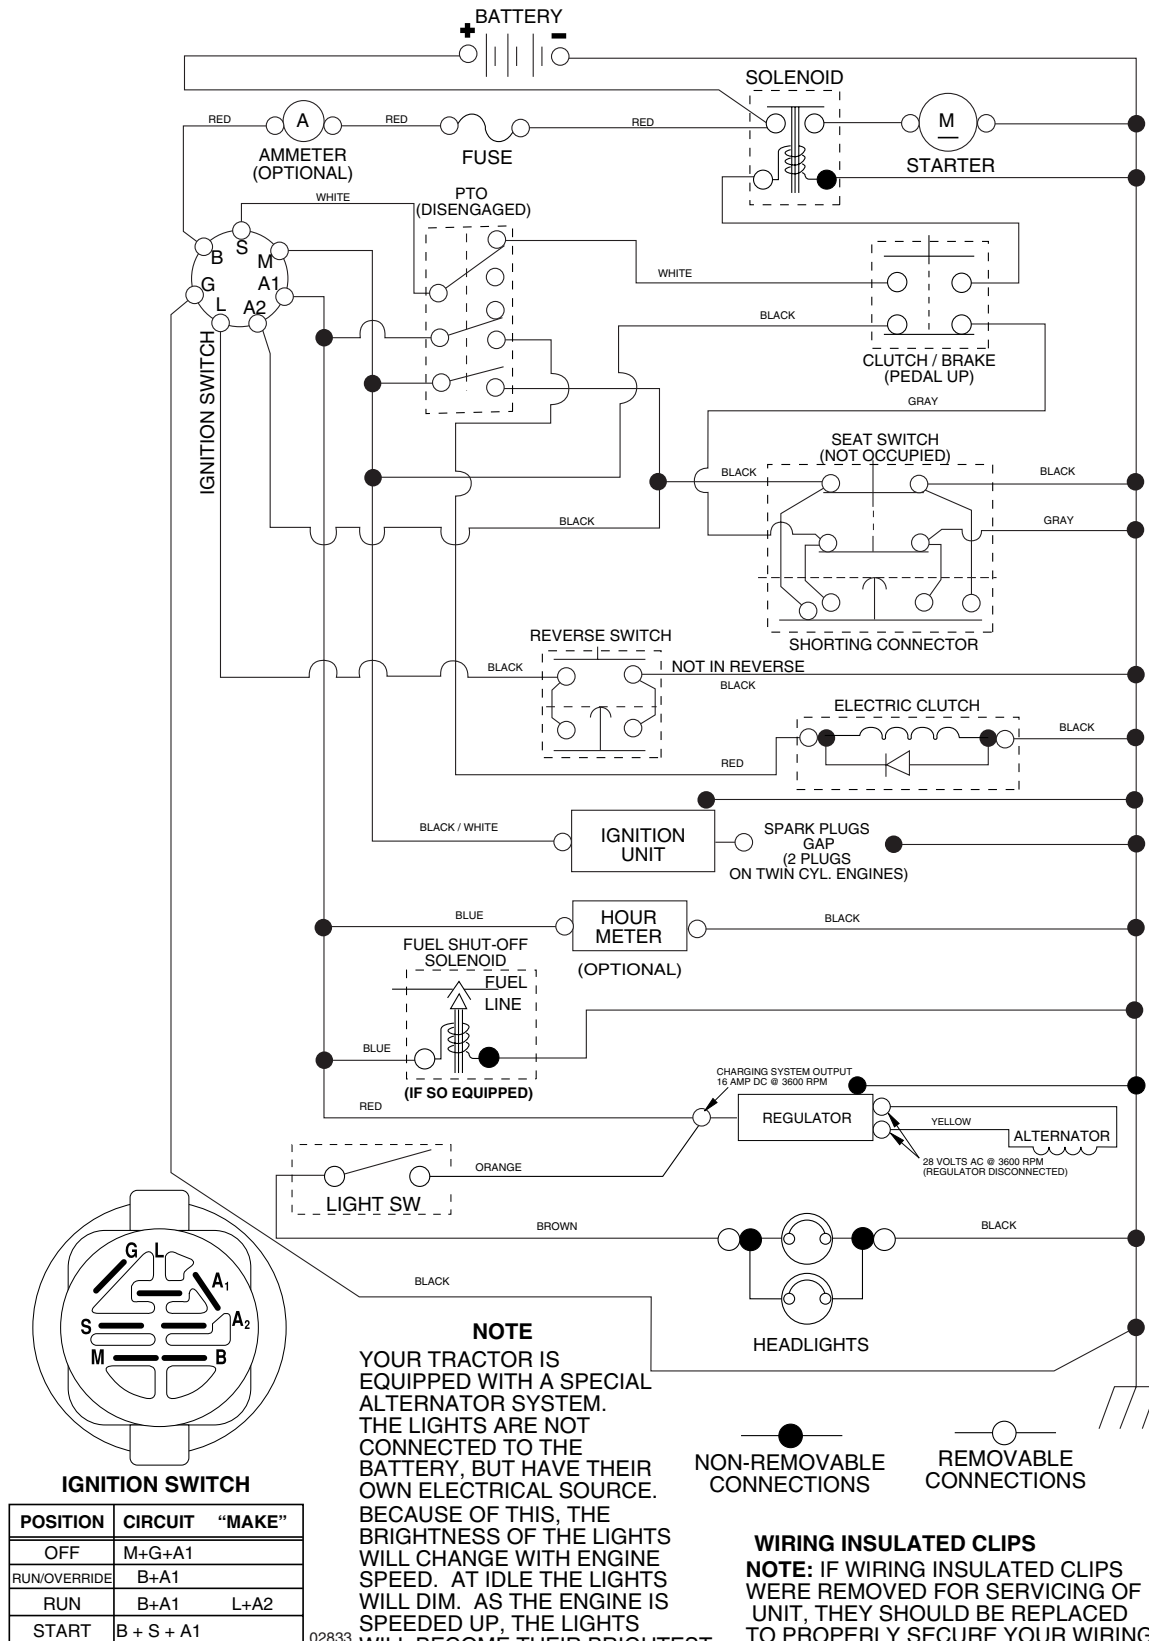 BATTERY
+ −
SOLENOID
RED
A
RED
RED
M
AMMETER
(OPTIONAL)
FUSE
STARTER
WHITE
PTO
(DISENGAGED)
S
B
M
G
A1
L
A2
IGNITION SWITCH
WHITE
BLACK
CLUTCH / BRAKE
(PEDAL UP)
GRAY
SEAT SWITCH
(NOT OCCUPIED)
BLACK
BLACK
BLACK
GRAY
SHORTING CONNECTOR
REVERSE SWITCH
BLACK
NOT IN REVERSE
BLACK
ELECTRIC CLUTCH
BLACK
RED
BLACK / WHITE
IGNITION
UNIT
SPARK PLUGS
GAP
(2 PLUGS
ON TWIN CYL. ENGINES)
BLUE
HOUR
METER
BLACK
(OPTIONAL)
FUEL SHUT-OFF
SOLENOID
FUEL
LINE
BLUE
(IF SO EQUIPPED)
CHARGING SYSTEM OUTPUT
16 AMP DC @ 3600 RPM
RED
REGULATOR
YELLOW
ALTERNATOR
28 VOLTS AC @ 3600 RPM
(REGULATOR DISCONNECTED)
ORANGE
LIGHT SW
BROWN
BLACK
BLACK
HEADLIGHTS
G L
A1
S
A2
M
B
IGNITION SWITCH
POSITION CIRCUIT "MAKE"
OFF M+G+A1
RUN/OVERRIDE B+A1
RUN B+A1 L+A2
START B + S + A1
02833
NOTE
YOUR TRACTOR IS
EQUIPPED WITH A SPECIAL
ALTERNATOR SYSTEM.
THE LIGHTS ARE NOT
CONNECTED TO THE
BATTERY, BUT HAVE THEIR
OWN ELECTRICAL SOURCE.
BECAUSE OF THIS, THE
BRIGHTNESS OF THE LIGHTS
WILL CHANGE WITH ENGINE
SPEED. AT IDLE THE LIGHTS
WILL DIM. AS THE ENGINE IS
SPEEDED UP, THE LIGHTS
WILL BECOME THEIR BRIGHTEST
NON-REMOVABLE
CONNECTIONS
REMOVABLE
CONNECTIONS
WIRING INSULATED CLIPS
NOTE: IF WIRING INSULATED CLIPS
WERE REMOVED FOR SERVICING OF
UNIT, THEY SHOULD BE REPLACED
TO PROPERLY SECURE YOUR WIRING